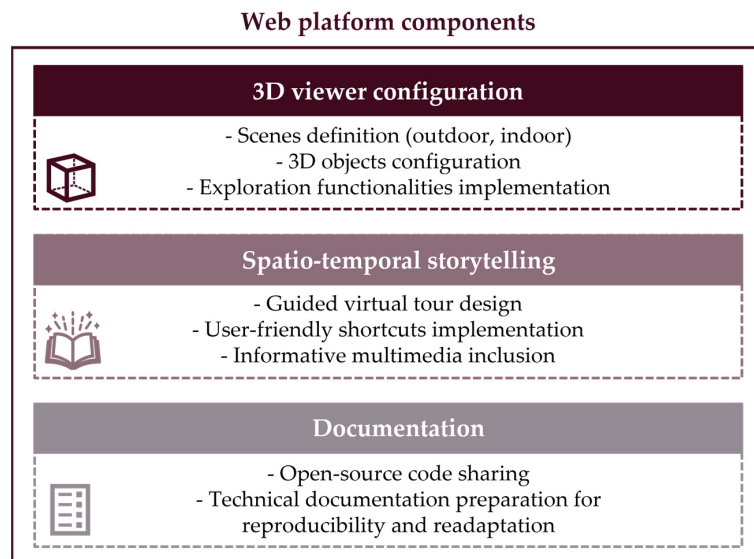 Web platform components
3D viewer configuration
- Scenes definition (outdoor, indoor)
- 3D objects configuration
- Exploration functionalities implementation
Spatio-temporal storytelling
- Guided virtual tour design
- User-friendly shortcuts implementation
- Informative multimedia inclusion
Documentation
- Open-source code sharing
- Technical documentation preparation for
reproducibility and readaptation